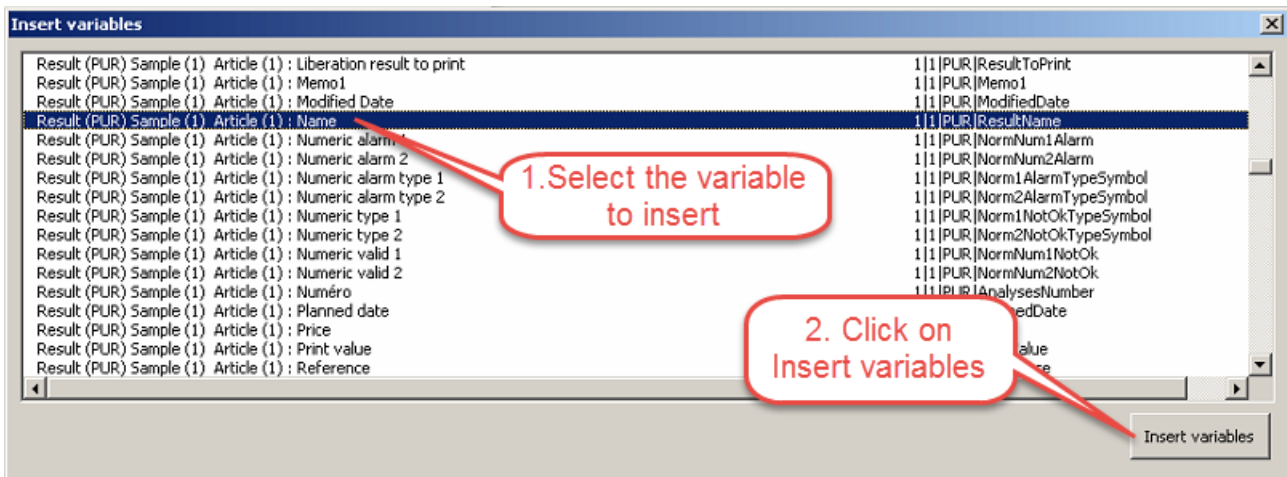 Insert variables
Result (PUR) Sample (1) Article (1) : Liberation result to print 1|1|PUR|ResultToPrint
Result (PUR) Sample (1) Article (1) : Memo1 1|1|PUR|Memo1
Result (PUR) Sample (1) Article (1) : Modified Date 1|1|PUR|ModifiedDate
Result (PUR) Sample (1) Article (1) : Name 1|1|PUR|ResultName
Result (PUR) Sample (1) Article (1) : Numeric alarm 1|1|PUR|NormNum1Alarm
Result (PUR) Sample (1) Article (1) : Numeric alarm 2 1|1|PUR|NormNum2Alarm
Result (PUR) Sample (1) Article (1) : Numeric alarm type 1 1|1|PUR|Norm1AlarmTypeSymbol
Result (PUR) Sample (1) Article (1) : Numeric alarm type 2 1|1|PUR|Norm2AlarmTypeSymbol
Result (PUR) Sample (1) Article (1) : Numeric type 1 1|1|PUR|Norm1NotOkTypeSymbol
Result (PUR) Sample (1) Article (1) : Numeric type 2 1|1|PUR|Norm2NotOkTypeSymbol
Result (PUR) Sample (1) Article (1) : Numeric valid 1 1|1|PUR|NormNum1NotOk
Result (PUR) Sample (1) Article (1) : Numeric valid 2 1|1|PUR|NormNum2NotOk
Result (PUR) Sample (1) Article (1) : Numéro 1|1|PUR|AnalysesNumber
Result (PUR) Sample (1) Article (1) : Planned date edDate
Result (PUR) Sample (1) Article (1) : Price
Result (PUR) Sample (1) Article (1) : Print value alue
Result (PUR) Sample (1) Article (1) : Reference
1.Select the variable
to insert
2. Click on
Insert variables
Insert variables